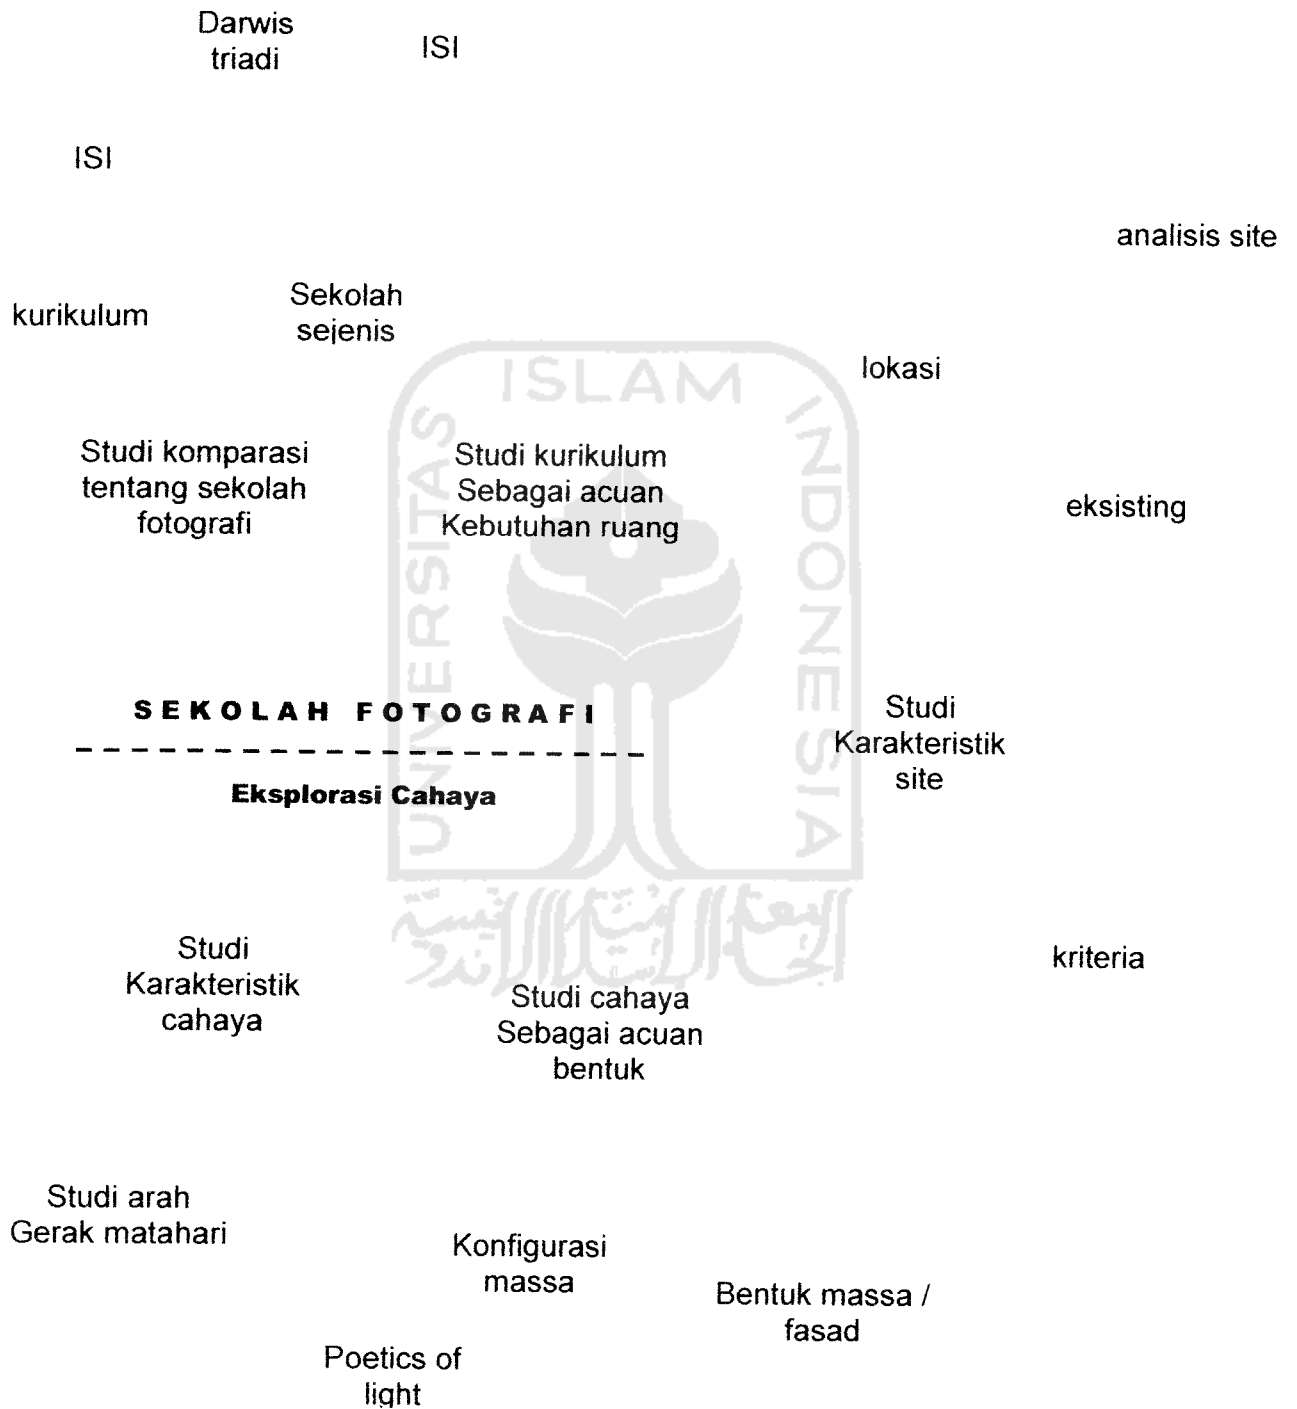 Darwis
triadi
ISI
ISI
analisis site
kurikulum
Sekolah
sejenis
lokasi
ISLAM
UNIVERSITAS
INDONESIA
Studi komparasi
tentang sekolah
fotografi
Studi kurikulum
Sebagai acuan
Kebutuhan ruang
eksisting
SEKOLAH FOTOGRAFI
Eksplorasi Cahaya
Studi
Karakteristik
site
Studi
Karakteristik
cahaya
Studi cahaya
Sebagai acuan
bentuk
kriteria
Studi arah
Gerak matahari
Konfigurasi
massa
Bentuk massa /
fasad
Poetics of
light